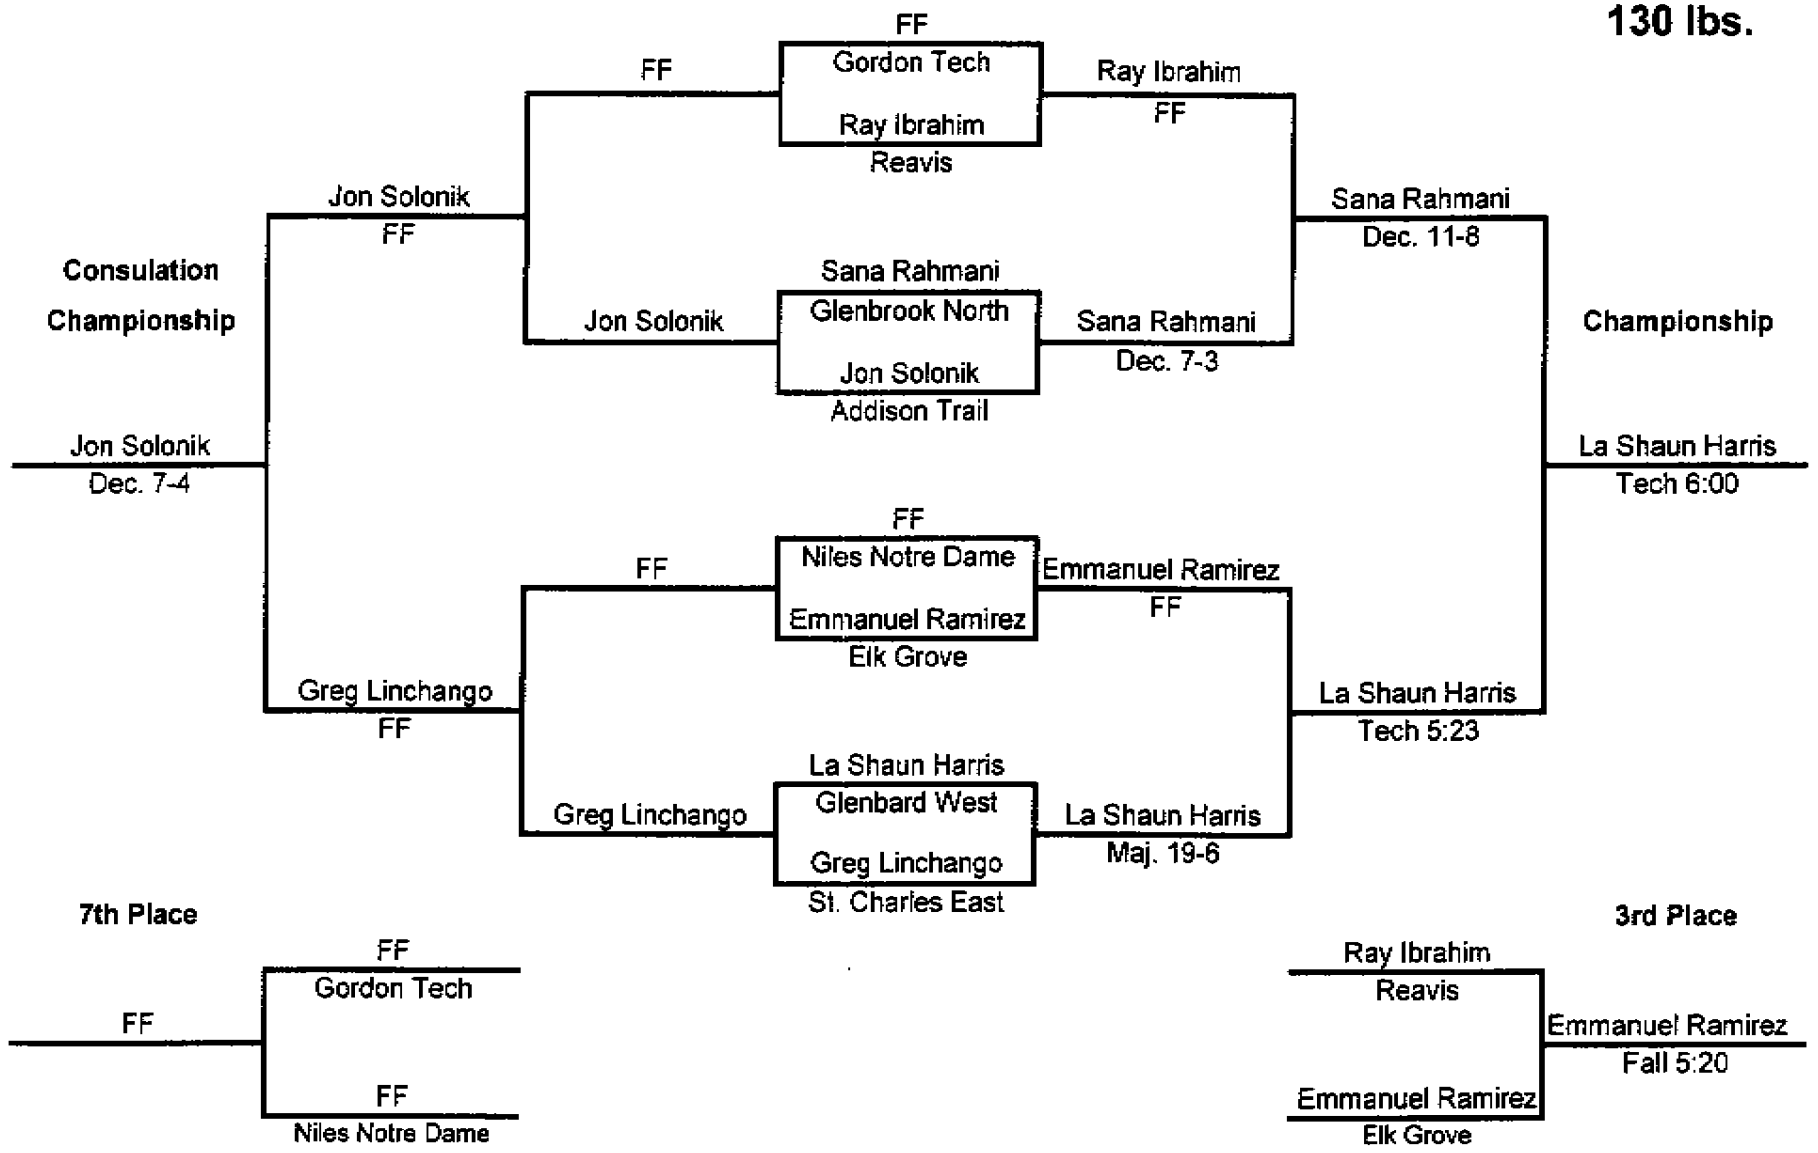 130 lbs.
FF
Gordon Tech
Ray Ibrahim
Reavis
FF
Ray Ibrahim
FF
Jon Solonik
FF
Sana Rahmani
Dec. 11-8
Consulation
Championship
Sana Rahmani
Glenbrook North
Jon Solonik
Addison Trail
Jon Solonik
Sana Rahmani
Dec. 7-3
Championship
Jon Solonik
Dec. 7-4
La Shaun Harris
Tech 6:00
FF
Niles Notre Dame
Emmanuel Ramirez
Elk Grove
FF
Emmanuel Ramirez
FF
Greg Linchango
FF
La Shaun Harris
Tech 5:23
La Shaun Harris
Glenbard West
Greg Linchango
St. Charles East
Greg Linchango
La Shaun Harris
Maj. 19-6
7th Place
FF
Gordon Tech
FF
FF
Niles Notre Dame
3rd Place
Ray Ibrahim
Reavis
Emmanuel Ramirez
Fall 5:20
Emmanuel Ramirez
Elk Grove